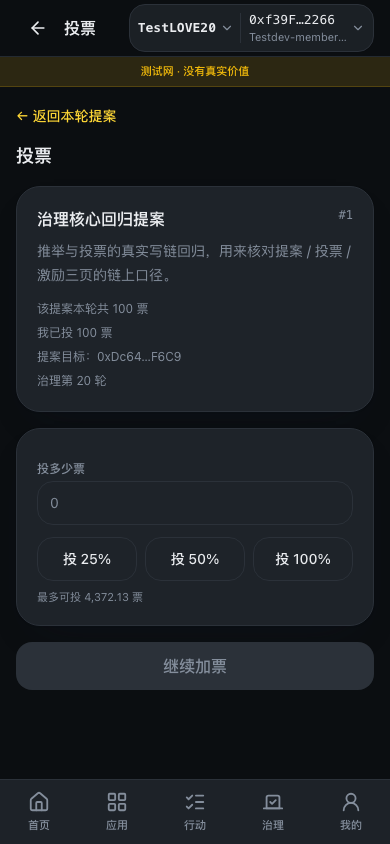 投票
TestLOVE20
0xf39F…2266
Testdev-member…
测试网 · 没有真实价值
← 返回本轮提案
投票
治理核心回归提案
#1
推举与投票的真实写链回归，用来核对提案 / 投票 /
激励三页的链上口径。
该提案本轮共 100 票
我已投 100 票
提案目标：0xDc64…F6C9
治理第 20 轮
投多少票
0
投 25%
投 50%
投 100%
最多可投 4,372.13 票
继续加票
首页
应用
行动
治理
我的